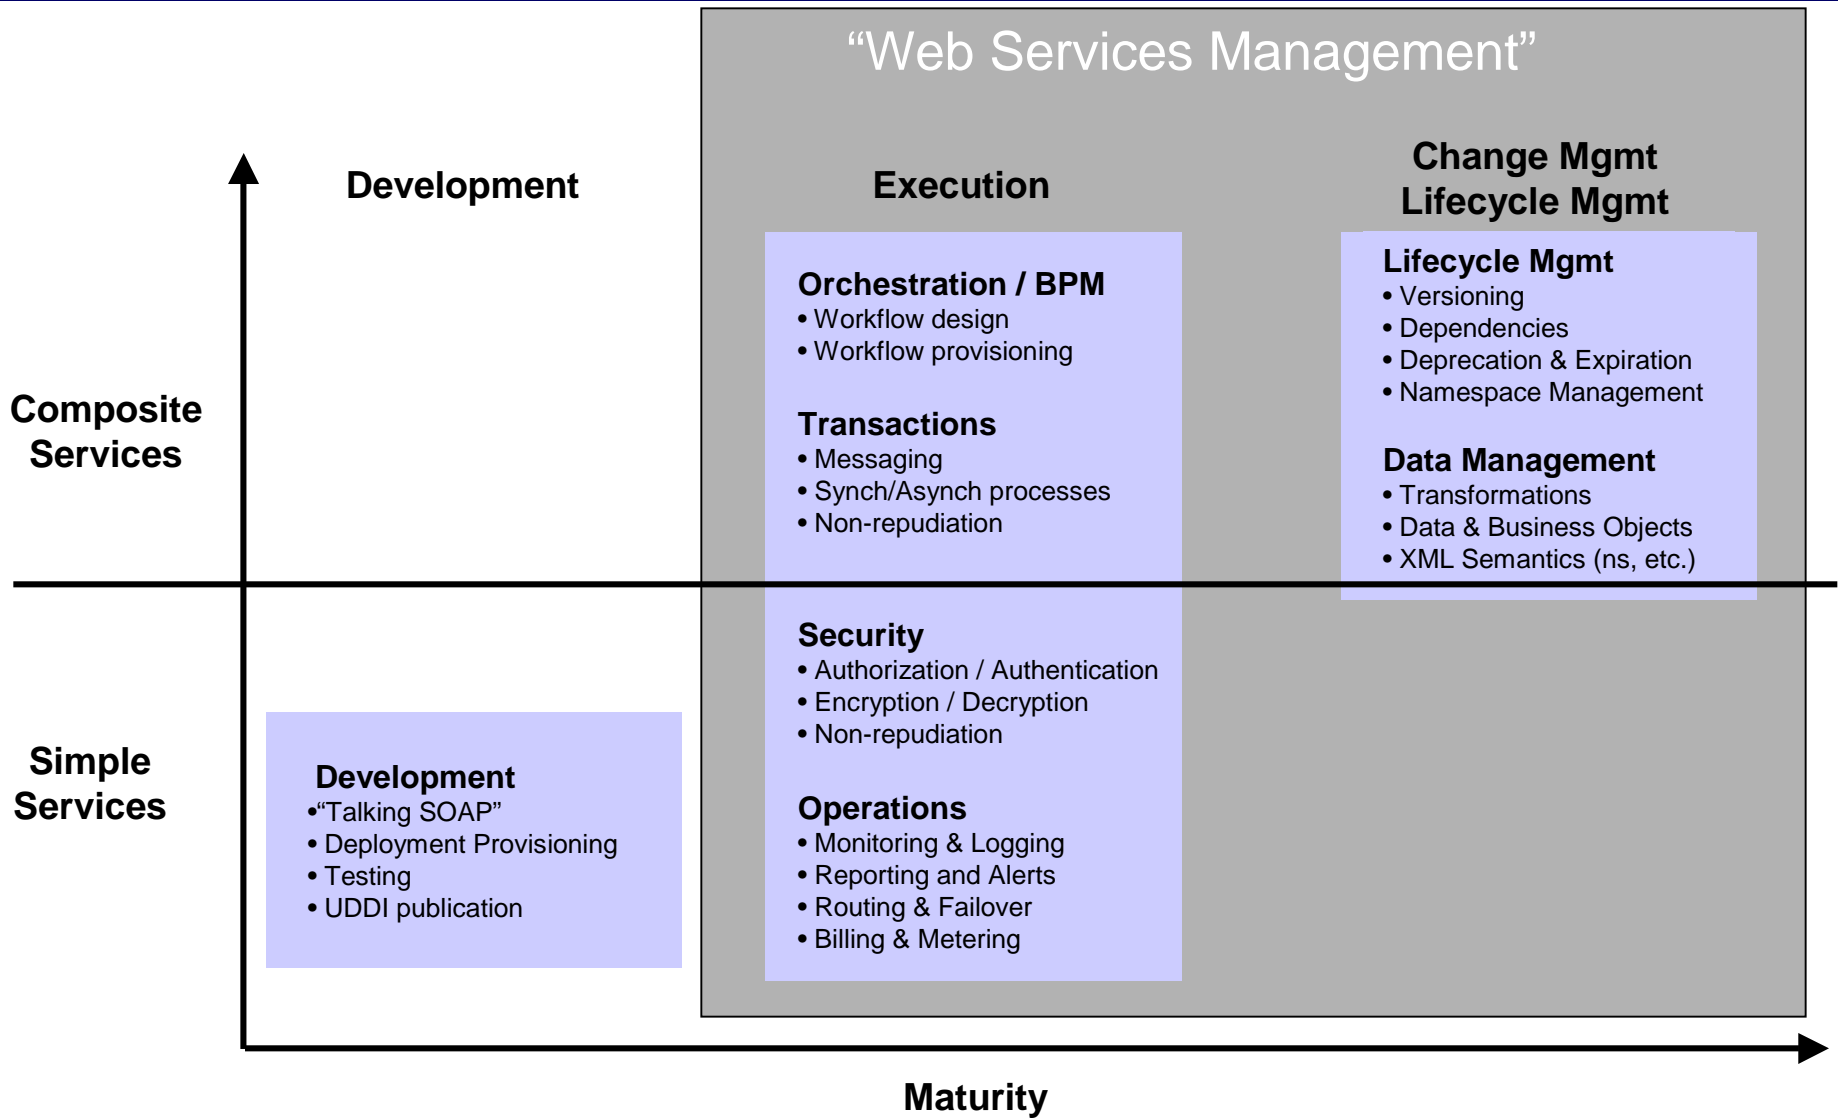 “Web Services Management”
Development
Execution
Change Mgmt
Lifecycle Mgmt
Composite
Services
Orchestration / BPM
• Workflow design
• Workflow provisioning
Transactions
• Messaging
• Synch/Asynch processes
• Non-repudiation
Lifecycle Mgmt
• Versioning
• Dependencies
• Deprecation & Expiration
• Namespace Management
Data Management
• Transformations
• Data & Business Objects
• XML Semantics (ns, etc.)
Simple
Services
Development
•“Talking SOAP”
• Deployment Provisioning
• Testing
• UDDI publication
Security
• Authorization / Authentication
• Encryption / Decryption
• Non-repudiation
Operations
• Monitoring & Logging
• Reporting and Alerts
• Routing & Failover
• Billing & Metering
Maturity